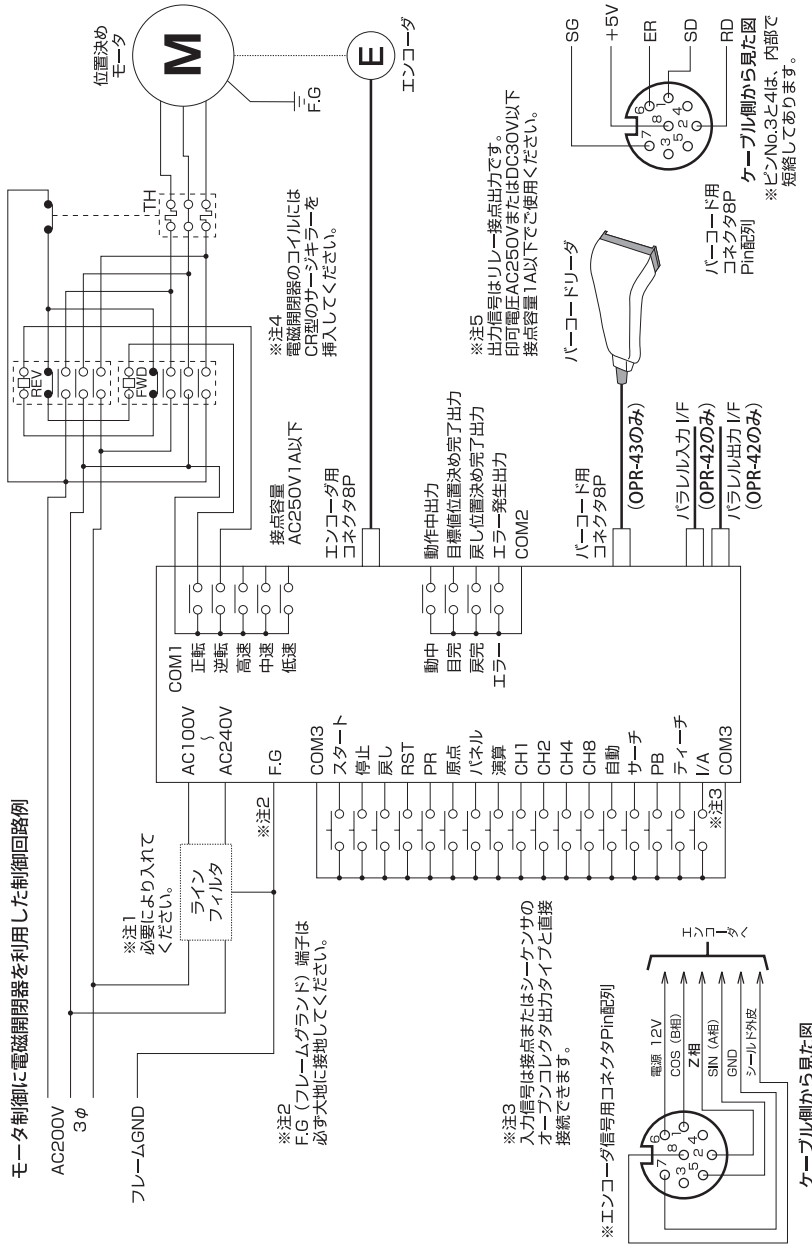 モータ制御に電磁開閉器を利用した制御回路例
AC200V
3φ
フレームGND
※注1
必要により入れて
ください。
ライン
フィルタ
※注2
※注2
F.G（フレームグランド）端子は
必ず大地に接地してください。
※注3
入力信号は接点またはシーケンサの
オープンコレクタ出力タイプと直接
接続できます。
AC100V
～
AC240V
F.G
COM3
スタート
停止
戻し
RST
PR
原点
パネル
演算
CH1
CH2
CH4
CH8
自動
サーチ
PB
ティーチ
I/A
COM3
※注3
COM1
正転
逆転
高速
中速
低速
接点容量
AC250V1A以下
エンコーダ用
コネクタ8P
動中
目完
戻完
エラー
動作中出力
目標値位置決め完了出力
戻し位置決め完了出力
エラー発生出力
COM2
バーコード用
コネクタ8P
(OPR-43のみ)
パラレル入力 I/F
(OPR-42のみ)
パラレル出力 I/F
(OPR-42のみ)
REV
FWD
TH
位置決め
モータ
M
F.G
E
エンコーダ
※注4
電磁開閉器のコイルには
CR型のサージキラーを
挿入してください。
※注5
出力信号はリレー接点出力です。
印可電圧AC250VまたはDC30V以下
接点容量1A以下でご使用ください。
バーコードリーダ
バーコード用
コネクタ8P
Pin配列
SG
+5V
ER
SD
RD
7
8
6
3
1
5
2
4
ケーブル側から見た図
※ピンNo.3と4は、内部で
短絡してあります。
※エンコーダ信号用コネクタPin配列
7
8
6
3
1
5
2
4
電源 12V
COS（B相）
Z相
SIN（A相）
GND
シールド外皮
エンコーダへ
ケーブル側から見た図